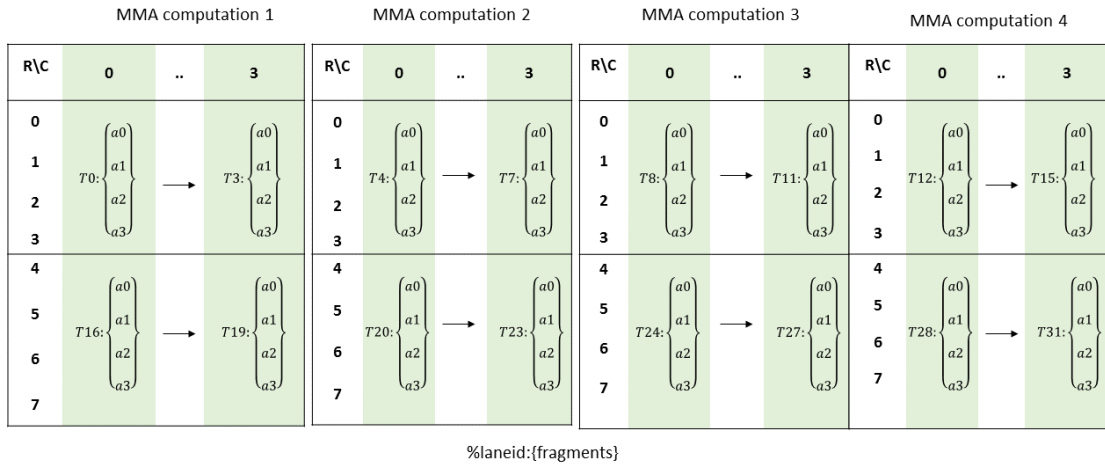 MMA computation 1 MMA computation 2 MMA computation 3 MMA computation 4
R\C 0 .. 3 R\C 0 .. 3 R\C 0 .. 3 R\C 0 .. 3
0 a0 a0 0 a0 a0 0 a0 a0 0 a0 a0
1 a1 a1 1 a1 a1 1 a1 a1 1 a1 a1
T0: T3: T4: T7: T8: T11: T12: T15:
2 a2 a2 2 a2 a2 2 a2 a2 2 a2 a2
3 a3 a3 3 a3 a3 3 a3 a3 3 a3 a3
4 a0 a0 4 a0 a0 4 a0 a0 4 a0 a0
5 a1 a1 5 a1 a1 5 a1 a1 5 a1 a1
T16: T19: T20: T23: T24: T27: T28: T31:
6 a2 a2 6 a2 a2 6 a2 a2 6 a2 a2
7 a3 a3 7 a3 a3 7 a3 a3 7 a3 a3
%laneid:{fragments}